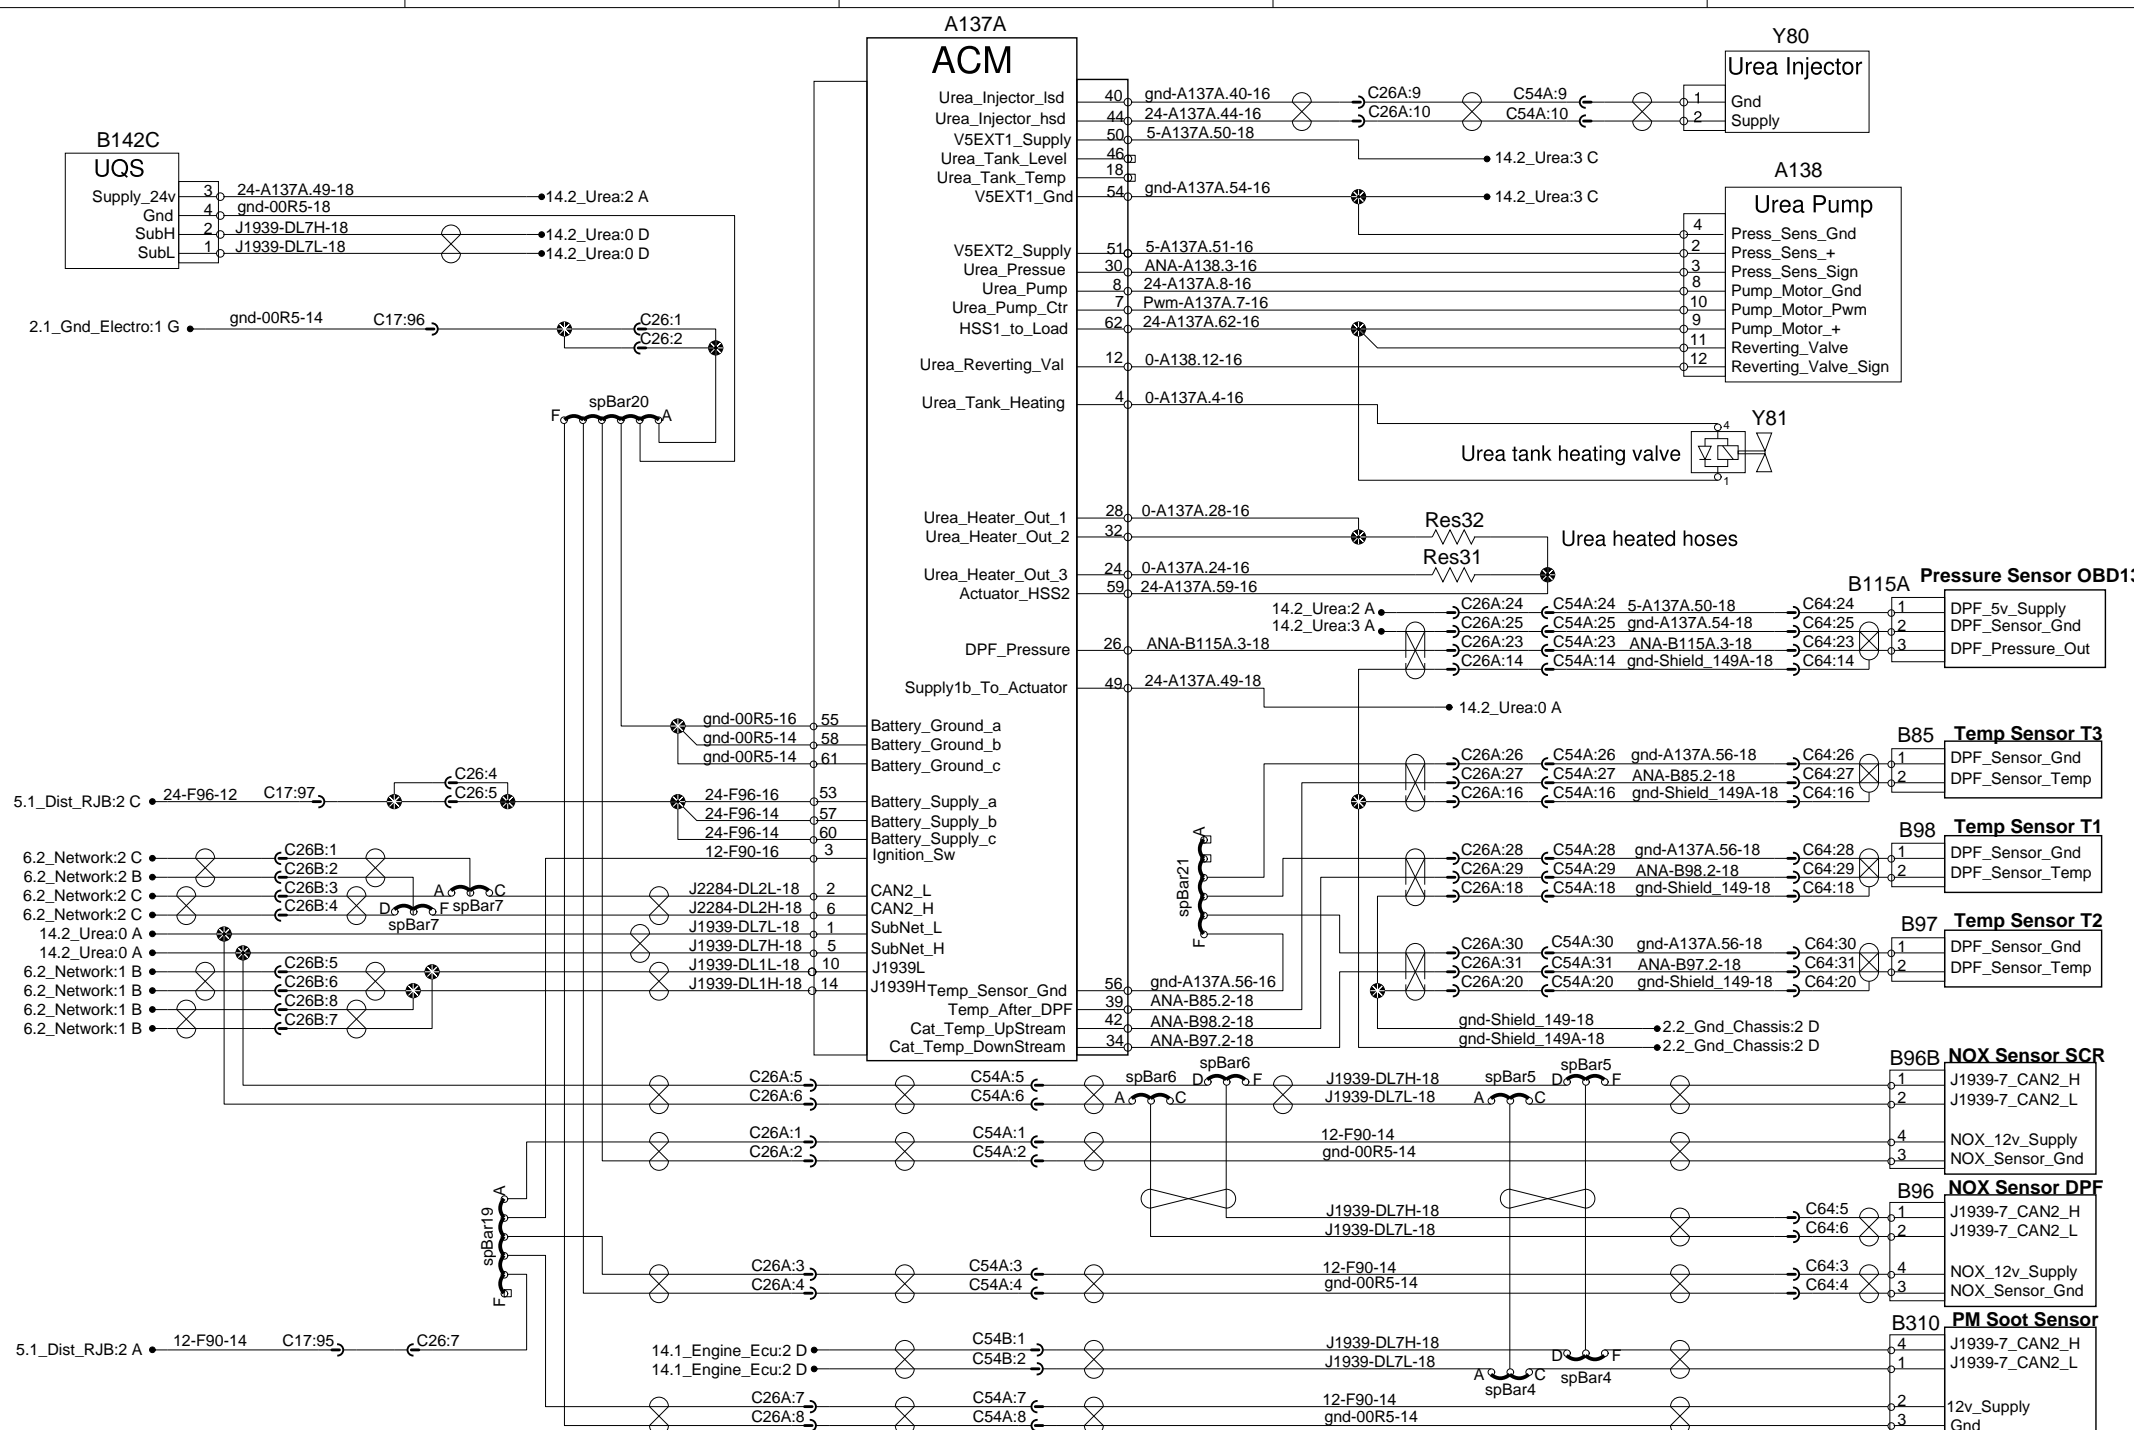 A137A
ACM
Urea_Injector_lsd 40 gnd-A137A.40-16 C26A:9 C54A:9
Urea_Injector_hsd 44 24-A137A.44-16 C26A:10 C54A:10
V5EXT1_Supply 50 5-A137A.50-18
14.2_Urea:3 C
Urea_Tank_Level 46
Urea_Tank_Temp 18
V5EXT1_Gnd 54 gnd-A137A.54-16 14.2_Urea:3 C
V5EXT2_Supply 51 5-A137A.51-16
Urea_Pressue 30 ANA-A138.3-16
Urea_Pump 8 24-A137A.8-16
Urea_Pump_Ctr 7 Pwm-A137A.7-16
HSS1_to_Load 62 24-A137A.62-16
Urea_Reverting_Val 12 0-A138.12-16
Urea_Tank_Heating 4 0-A137A.4-16
Y80
Urea Injector
1 Gnd
2 Supply
A138
Urea Pump
4 Press_Sens_Gnd
2 Press_Sens_+
3 Press_Sens_Sign
8 Pump_Motor_Gnd
10 Pump_Motor_Pwm
9 Pump_Motor_+
11 Reverting_Valve
12 Reverting_Valve_Sign
Y81
4
Urea tank heating valve
1
B142C
UQS
Supply_24v 3 24-A137A.49-18 14.2_Urea:2 A
Gnd 4 gnd-00R5-18
SubH 2 J1939-DL7H-18 14.2_Urea:0 D
SubL 1 J1939-DL7L-18 14.2_Urea:0 D
2.1_Gnd_Electro:1 G gnd-00R5-14 C17:96 C26:1
C26:2
spBar20
F A
Urea_Heater_Out_1 28 0-A137A.28-16
Urea_Heater_Out_2 32 Res32
Urea heated hoses
Urea_Heater_Out_3 24 0-A137A.24-16 Res31
Actuator_HSS2 59 24-A137A.59-16
B115A Pressure Sensor OBD13
14.2_Urea:2 A C26A:24 C54A:24 5-A137A.50-18 C64:24 1 DPF_5v_Supply
14.2_Urea:3 A C26A:25 C54A:25 gnd-A137A.54-18 C64:25 2 DPF_Sensor_Gnd
DPF_Pressure 26 ANA-B115A.3-18 C26A:23 C54A:23 ANA-B115A.3-18 C64:23 3 DPF_Pressure_Out
C26A:14 C54A:14 gnd-Shield_149A-18 C64:14
Supply1b_To_Actuator 49 24-A137A.49-18
14.2_Urea:0 A
gnd-00R5-16 55 Battery_Ground_a
gnd-00R5-14 58 Battery_Ground_b
gnd-00R5-14 61 Battery_Ground_c
B85 Temp Sensor T3
C26A:26 C54A:26 gnd-A137A.56-18 C64:26 1 DPF_Sensor_Gnd
C26A:27 C54A:27 ANA-B85.2-18 C64:27 2 DPF_Sensor_Temp
C26A:16 C54A:16 gnd-Shield_149A-18 C64:16
C26:4
5.1_Dist_RJB:2 C 24-F96-12 C17:97 C26:5 24-F96-16 53 Battery_Supply_a
24-F96-14 57 Battery_Supply_b
24-F96-14 60 Battery_Supply_c
12-F90-16 3 Ignition_Sw
6.2_Network:2 C C26B:1
6.2_Network:2 B C26B:2
6.2_Network:2 C C26B:3 A C spBar7 J2284-DL2L-18 2 CAN2_L
6.2_Network:2 C C26B:4 D F spBar7 J2284-DL2H-18 6 CAN2_H
14.2_Urea:0 A J1939-DL7L-18 1 SubNet_L
14.2_Urea:0 A J1939-DL7H-18 5 SubNet_H
6.2_Network:1 B C26B:5 J1939-DL1L-18 10 J1939L
6.2_Network:1 B C26B:6 J1939-DL1H-18 14 J1939H
6.2_Network:1 B C26B:8
6.2_Network:1 B C26B:7
A
spBar21
F
B98 Temp Sensor T1
C26A:28 C54A:28 gnd-A137A.56-18 C64:28 1 DPF_Sensor_Gnd
C26A:29 C54A:29 ANA-B98.2-18 C64:29 2 DPF_Sensor_Temp
C26A:18 C54A:18 gnd-Shield_149-18 C64:18
B97 Temp Sensor T2
C26A:30 C54A:30 gnd-A137A.56-18 C64:30 1 DPF_Sensor_Gnd
C26A:31 C54A:31 ANA-B97.2-18 C64:31 2 DPF_Sensor_Temp
C26A:20 C54A:20 gnd-Shield_149-18 C64:20
Temp_Sensor_Gnd 56 gnd-A137A.56-16
Temp_After_DPF 39 ANA-B85.2-18
Cat_Temp_UpStream 42 ANA-B98.2-18
Cat_Temp_DownStream 34 ANA-B97.2-18
gnd-Shield_149-18 2.2_Gnd_Chassis:2 D
gnd-Shield_149A-18 2.2_Gnd_Chassis:2 D
B96B NOX Sensor SCR
C26A:5 C54A:5 spBar6 D F J1939-DL7H-18 spBar5 D F 1 J1939-7_CAN2_H
C26A:6 C54A:6 A spBar6 C J1939-DL7L-18 A spBar5 C 2 J1939-7_CAN2_L
C26A:1 C54A:1 12-F90-14 4 NOX_12v_Supply
C26A:2 C54A:2 gnd-00R5-14 3 NOX_Sensor_Gnd
A
spBar19
F
B96 NOX Sensor DPF
J1939-DL7H-18 C64:5 1 J1939-7_CAN2_H
J1939-DL7L-18 C64:6 2 J1939-7_CAN2_L
C26A:3 C54A:3 12-F90-14 C64:3 4 NOX_12v_Supply
C26A:4 C54A:4 gnd-00R5-14 C64:4 3 NOX_Sensor_Gnd
B310 PM Soot Sensor
5.1_Dist_RJB:2 A 12-F90-14 C17:95 C26:7
14.1_Engine_Ecu:2 D C54B:1 J1939-DL7H-18 D F spBar4 4 J1939-7_CAN2_H
14.1_Engine_Ecu:2 D C54B:2 J1939-DL7L-18 A C spBar4 1 J1939-7_CAN2_L
C26A:7 C54A:7 12-F90-14 2 12v_Supply
C26A:8 C54A:8 gnd-00R5-14 3 Gnd